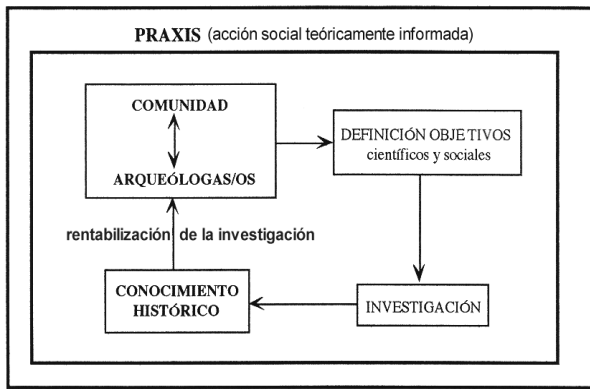 PRAXIS (acción social teóricamente informada)
COMUNIDAD
ARQUEÓLOGAS/OS
DEFINICIÓN OBJETIVOS
científicos y sociales
rentabilización de la investigación
CONOCIMIENTO
HISTÓRICO
INVESTIGACIÓN